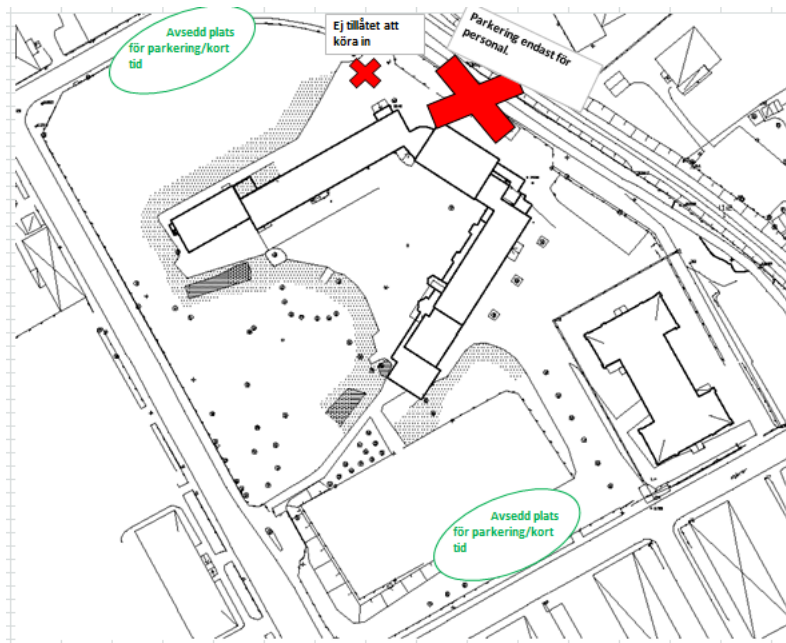 Avsedd plats
för parkering/kort
tid
Ej tillåtet att
köra in
Parkering endast för
personal.
Avsedd plats
för parkering/kort
tid